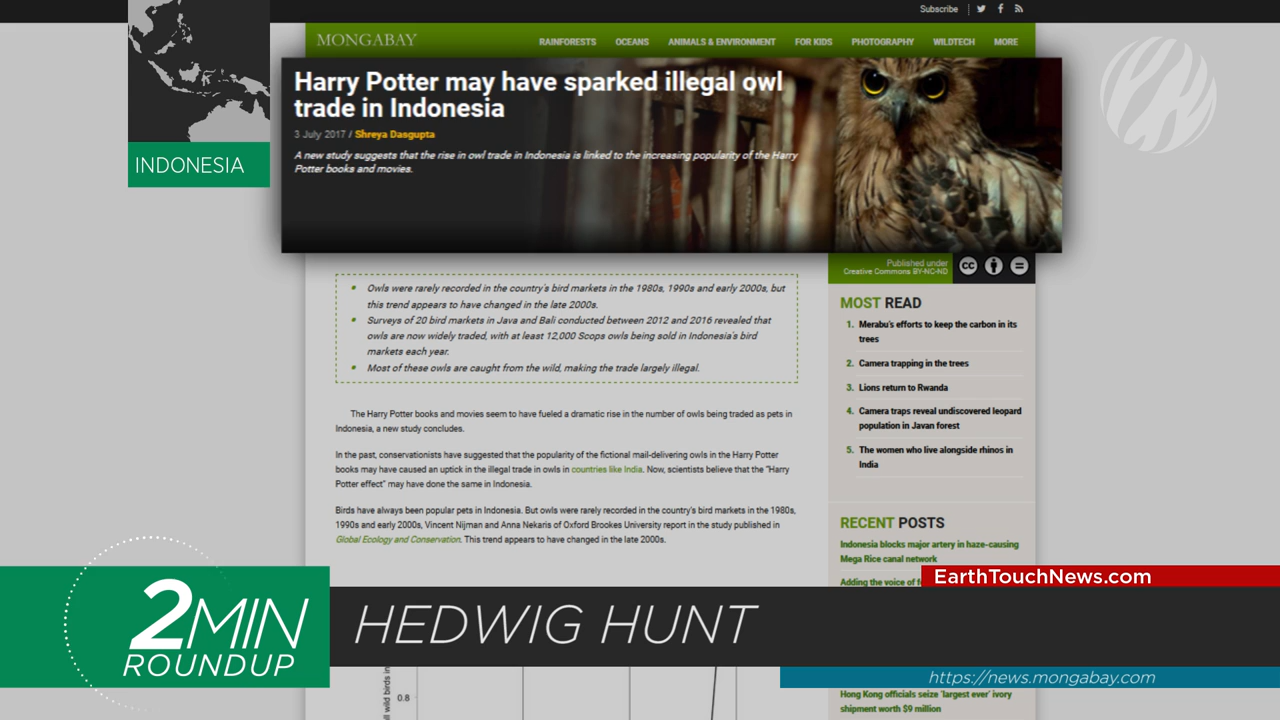 Subscribe
MONGABAY
RAINFORESTS OCEANS ANIMALS & ENVIRONMENT FOR KIDS PHOTOGRAPHY WILDTECH MORE
INDONESIA
Harry Potter may have sparked illegal owl
trade in Indonesia
3 July 2017 / Shreya Dasgupta
A new study suggests that the rise in owl trade in Indonesia is linked to the increasing popularity of the Harry
Potter books and movies.
Published under
Creative Commons BY-NC-ND
cc
Owls were rarely recorded in the country's bird markets in the 1980s, 1990s and early 2000s, but
this trend appears to have changed in the late 2000s.
Surveys of 20 bird markets in Java and Bali conducted between 2012 and 2016 revealed that
owls are now widely traded, with at least 12,000 Scops owls being sold in Indonesia's bird
markets each year.
Most of these owls are caught from the wild, making the trade largely illegal.
The Harry Potter books and movies seem to have fueled a dramatic rise in the number of owls being traded as pets in
Indonesia, a new study concludes.
In the past, conservationists have suggested that the popularity of the fictional mail-delivering owls in the Harry Potter
books may have caused an uptick in the illegal trade in owls in countries like India. Now, scientists believe that the "Harry
Potter effect" may have done the same in Indonesia.
Birds have always been popular pets in Indonesia. But owls were rarely recorded in the country's bird markets in the 1980s,
1990s and early 2000s, Vincent Nijman and Anna Nekaris of Oxford Brookes University report in the study published in
Global Ecology and Conservation. This trend appears to have changed in the late 2000s.
MOST READ
1. Merabu's efforts to keep the carbon in its
trees
2. Camera trapping in the trees
3. Lions return to Rwanda
4. Camera traps reveal undiscovered leopard
population in Javan forest
5. The women who live alongside rhinos in
India
RECENT POSTS
Indonesia blocks major artery in haze-causing
Mega Rice canal network
Adding the voice of
EarthTouchNews.com
2MIN
ROUNDUP
HEDWIG HUNT
https://news.mongabay.com
wild birds in
0.8
Hong Kong officials seize 'largest ever' ivory
shipment worth $9 million